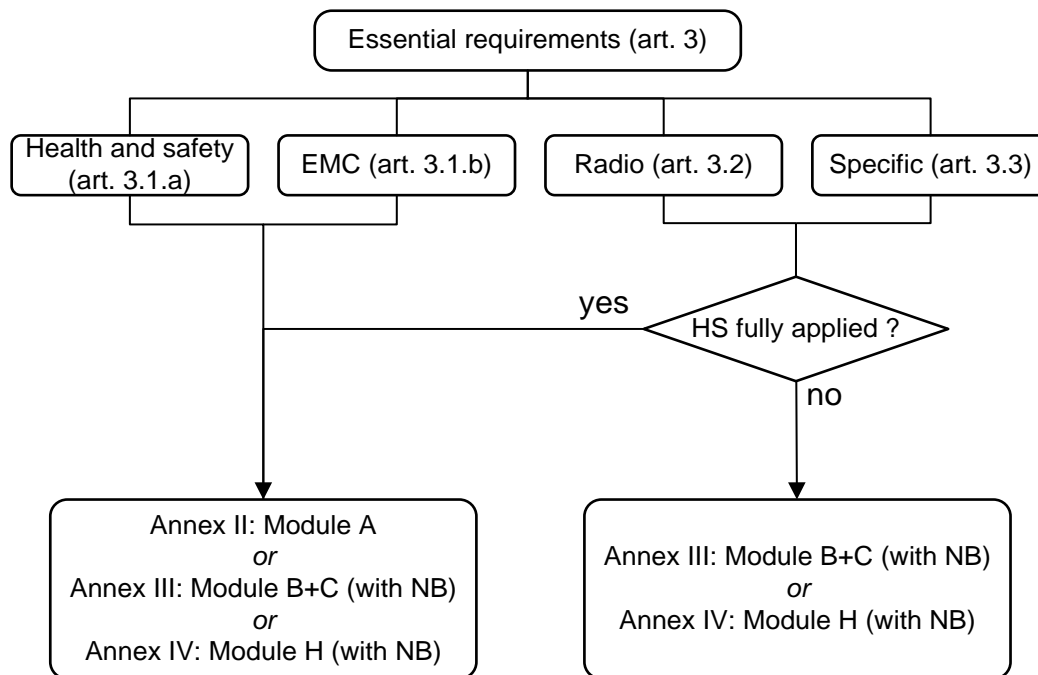 Essential requirements (art. 3)
Health and safety
(art. 3.1.a)
EMC (art. 3.1.b)
Radio (art. 3.2)
Specific (art. 3.3)
yes
HS fully applied ?
no
Annex II: Module A
or
Annex III: Module B+C (with NB)
or
Annex IV: Module H (with NB)
Annex III: Module B+C (with NB)
or
Annex IV: Module H (with NB)